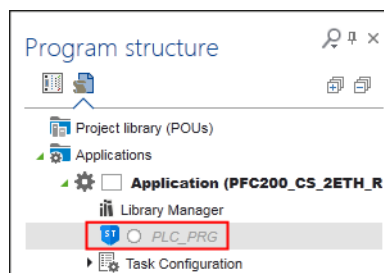 Program structure
Project library (POUs)
Applications
Application (PFC200_CS_2ETH_R
Library Manager
ST PLC_PRG
Task Configuration